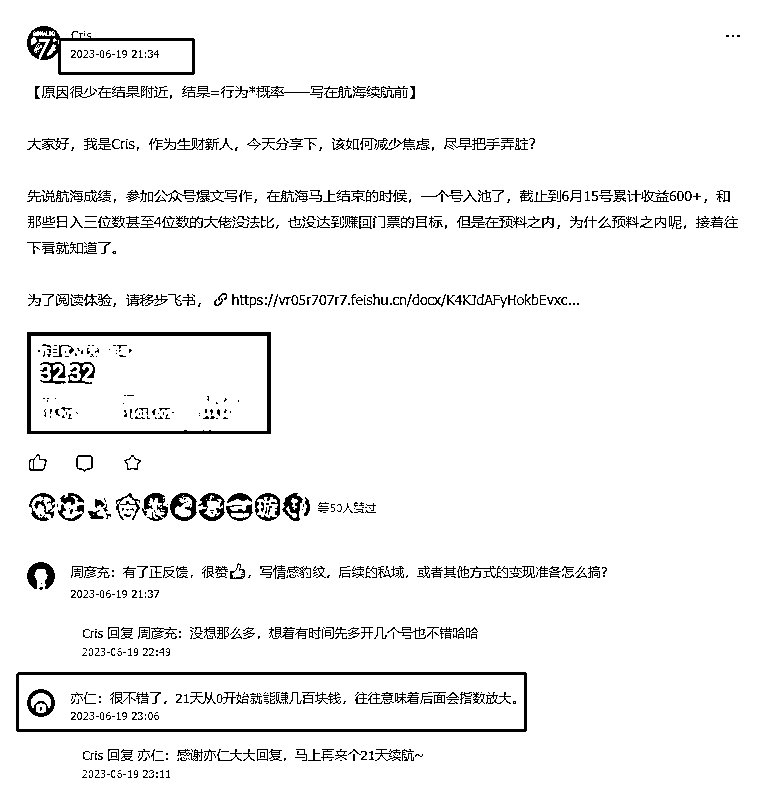 Cris
2023-06-19 21:34
【原因很少在结果附近，结果=行为*概率——写在航海续航前】
大家好，我是Cris，作为生财新人，今天分享下，该如何减少焦虑，尽早把手弄脏？
先说航海成绩，参加公众号爆文写作，在航海马上结束的时候，一个号入池了，截止到6月15号累计收益600+，和
那些日入三位数甚至4位数的大佬没法比，也没达到赚回门票的目标，但是在预料之内，为什么预料之内呢，接着往
下看就知道了。
为了阅读体验，请移步飞书， https://vr05r707r7.feishu.cn/docx/K4KJdAFyHokbEvxc...
32.32
等50人赞过
周彦充：有了正反馈，很赞👍，写情感豹纹，后续的私域，或者其他方式的变现准备怎么搞？
2023-06-19 21:37
Cris 回复 周彦充：没想那么多，想着有时间先多开几个号也不错哈哈
2023-06-19 22:49
亦仁：很不错了，21天从0开始就能赚几百块钱，往往意味着后面会指数放大。
2023-06-19 23:06
Cris 回复 亦仁：感谢亦仁大大回复，马上再来个21天续航~
2023-06-19 23:11